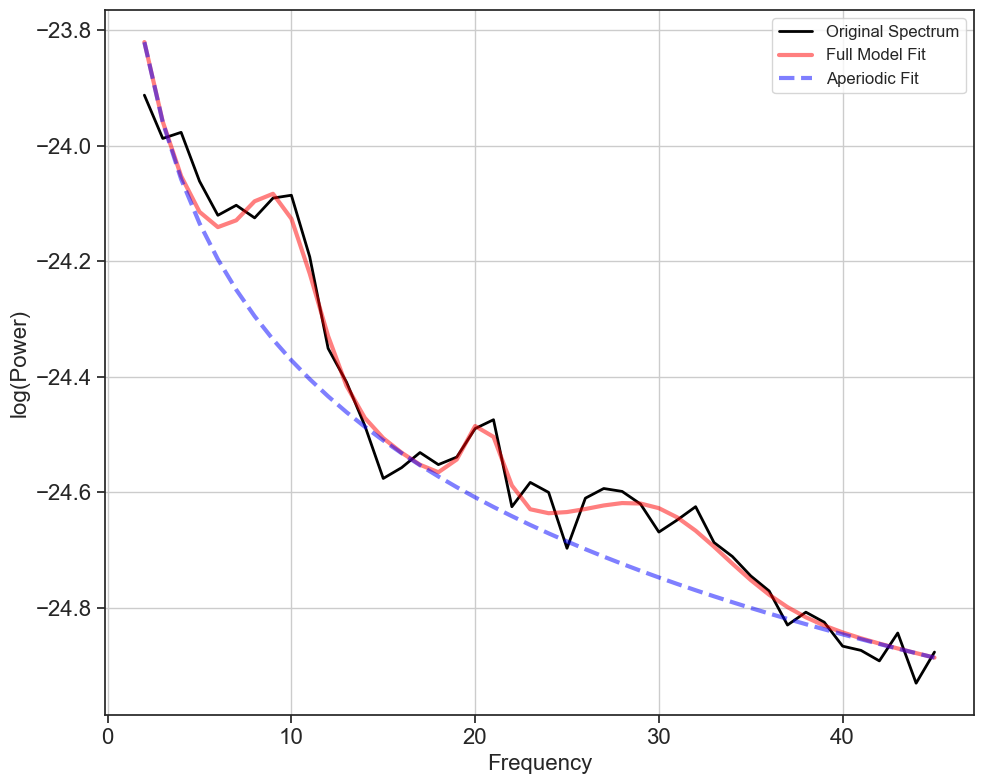 Original Spectrum
Full Model Fit
Aperiodic Fit
−23.8
−24.0
−24.2
−24.4
−24.6
−24.8
log(Power)
0 10 20 30 40
Frequency